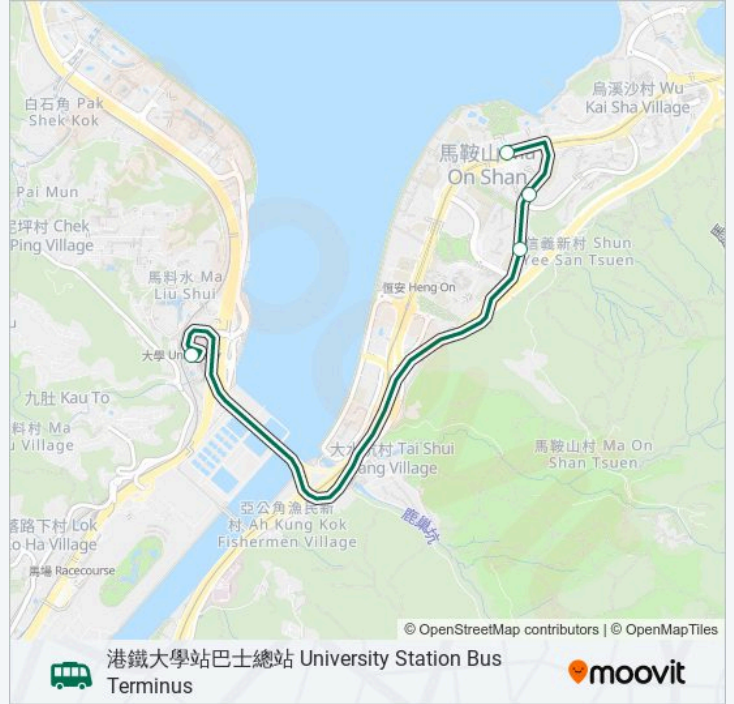 白石角 Pak
Shek Kok
烏溪沙村 Wu
Kai Sha Village
馬鞍山
On Shan
Pai Mun
村 Chek
Ping Village
信義新村 Shun
Yee San Tsuen
馬料水 Ma
Liu Shui
恆安 Heng On
大學
九肚 Kau To
料村 Ma
Village
大水
村 Tai Shui
Village
馬鞍山村 Ma On
Shan Tsuen
亞公角漁民新
村 Ah Kung Kok
Fishermen Village
鹿巢坑
落路下村 Lok
Ha Village
馬場 Racecourse
© OpenStreetMap contributors | © OpenMapTiles
港鐵大學站巴士總站 University Station Bus
Terminus
moovit